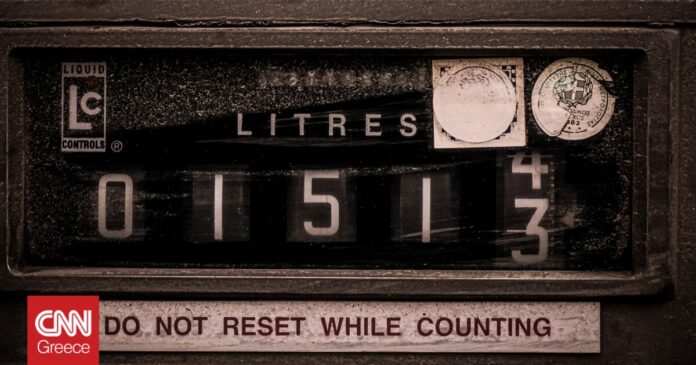 LIQUID
LC
CONTROLS ®
LITRES
4
0 1 5 1 3
DO NOT RESET WHILE COUNTING
CNN
Greece